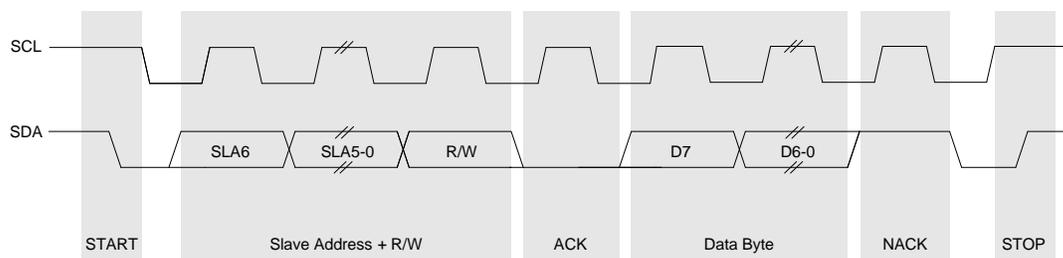 SCL
SDA
SLA6 SLA5-0 R/W D7 D6-0
START Slave Address + R/W ACK Data Byte NACK STOP